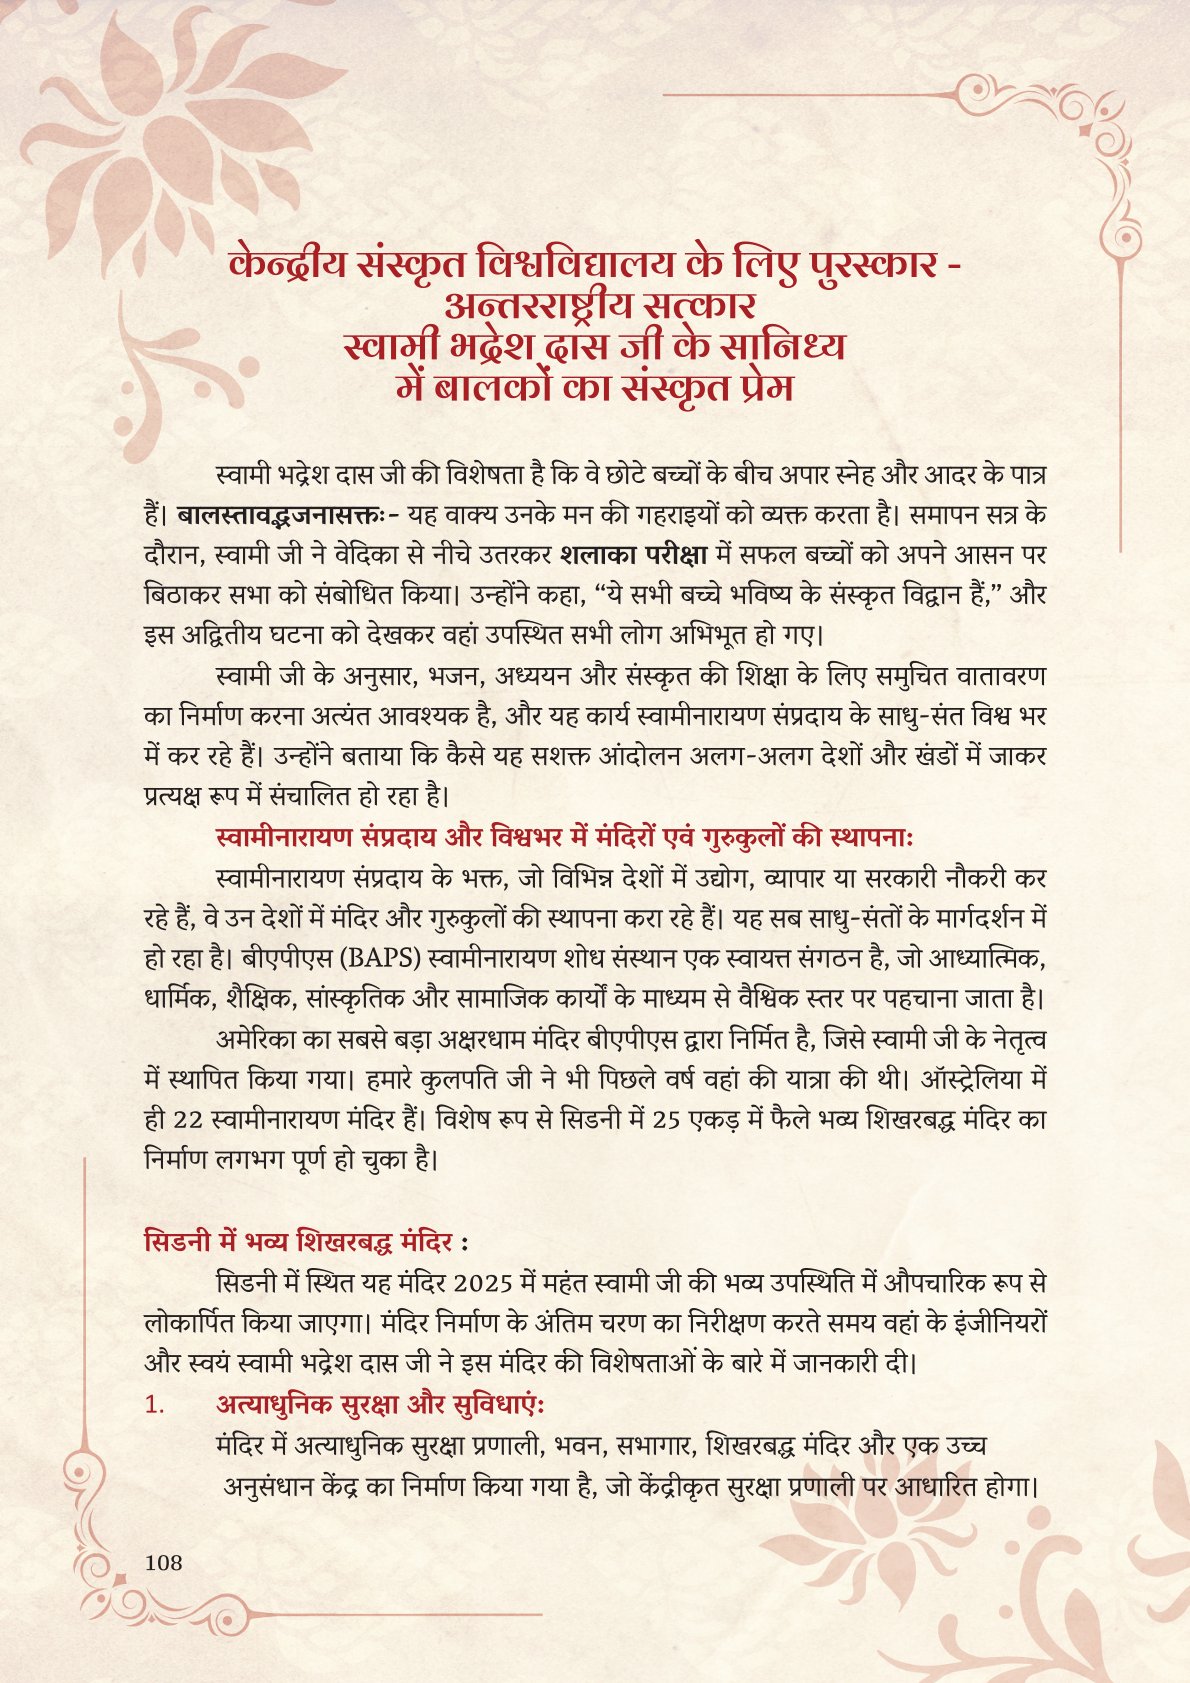 केन्द्रीय संस्कृत विश्वविद्यालय के लिए पुरस्कार -
अन्तरराष्ट्रीय सत्कार
स्वामी भद्रेश दास जी के सानिध्य
में बालकों का संस्कृत प्रेम
स्वामी भद्रेश दास जी की विशेषता है कि वे छोटे बच्चों के बीच अपार स्नेह और आदर के पात्र
हैं। बालस्तावद्भजनासक्तः- यह वाक्य उनके मन की गहराइयों को व्यक्त करता है। समापन सत्र के
दौरान, स्वामी जी ने वेदिका से नीचे उतरकर शलाका परीक्षा में सफल बच्चों को अपने आसन पर
बिठाकर सभा को संबोधित किया। उन्होंने कहा, “ये सभी बच्चे भविष्य के संस्कृत विद्वान हैं,” और
इस अद्वितीय घटना को देखकर वहां उपस्थित सभी लोग अभिभूत हो गए।
स्वामी जी के अनुसार, भजन, अध्ययन और संस्कृत की शिक्षा के लिए समुचित वातावरण
का निर्माण करना अत्यंत आवश्यक है, और यह कार्य स्वामीनारायण संप्रदाय के साधु-संत विश्व भर
में कर रहे हैं। उन्होंने बताया कि कैसे यह सशक्त आंदोलन अलग-अलग देशों और खंडों में जाकर
प्रत्यक्ष रूप में संचालित हो रहा है।
स्वामीनारायण संप्रदाय और विश्वभर में मंदिरों एवं गुरुकुलों की स्थापनाः
स्वामीनारायण संप्रदाय के भक्त, जो विभिन्न देशों में उद्योग, व्यापार या सरकारी नौकरी कर
रहे हैं, वे उन देशों में मंदिर और गुरुकुलों की स्थापना करा रहे हैं। यह सब साधु-संतों के मार्गदर्शन में
हो रहा है। बीएपीएस (BAPS) स्वामीनारायण शोध संस्थान एक स्वायत्त संगठन है, जो आध्यात्मिक,
धार्मिक, शैक्षिक, सांस्कृतिक और सामाजिक कार्यों के माध्यम से वैश्विक स्तर पर पहचाना जाता है।
अमेरिका का सबसे बड़ा अक्षरधाम मंदिर बीएपीएस द्वारा निर्मित है, जिसे स्वामी जी के नेतृत्व
में स्थापित किया गया। हमारे कुलपति जी ने भी पिछले वर्ष वहां की यात्रा की थी। ऑस्ट्रेलिया में
ही 22 स्वामीनारायण मंदिर हैं। विशेष रूप से सिडनी में 25 एकड़ में फैले भव्य शिखरबद्ध मंदिर का
निर्माण लगभग पूर्ण हो चुका है।
सिडनी में भव्य शिखरबद्ध मंदिर :
सिडनी में स्थित यह मंदिर 2025 में महंत स्वामी जी की भव्य उपस्थिति में औपचारिक रूप से
लोकार्पित किया जाएगा। मंदिर निर्माण के अंतिम चरण का निरीक्षण करते समय वहां के इंजीनियरों
और स्वयं स्वामी भद्रेश दास जी ने इस मंदिर की विशेषताओं के बारे में जानकारी दी।
1. अत्याधुनिक सुरक्षा और सुविधाएंः
मंदिर में अत्याधुनिक सुरक्षा प्रणाली, भवन, सभागार, शिखरबद्ध मंदिर और एक उच्च
अनुसंधान केंद्र का निर्माण किया गया है, जो केंद्रीकृत सुरक्षा प्रणाली पर आधारित होगा।
108